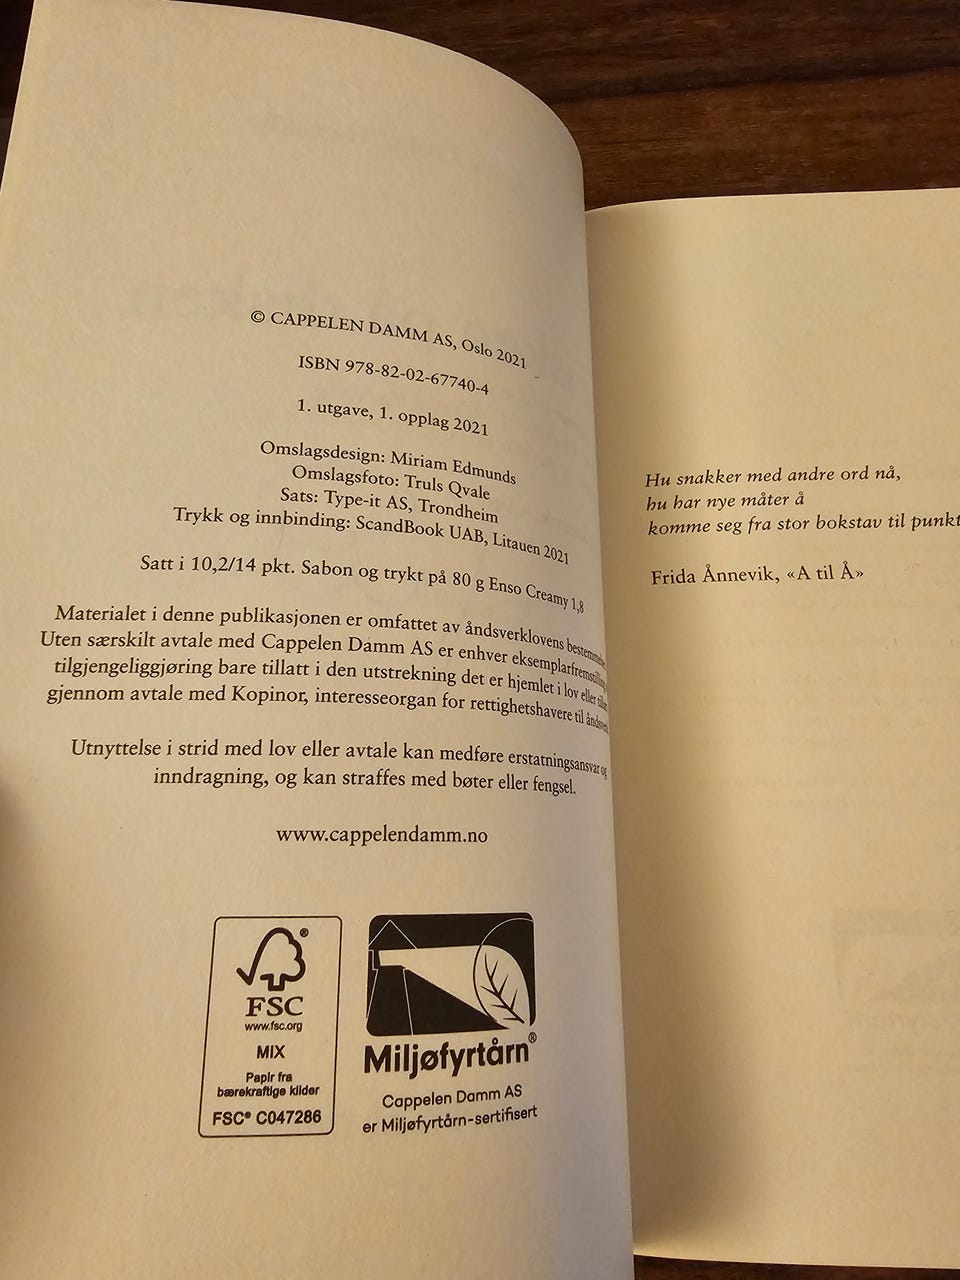 © CAPPELEN DAMM AS, Oslo 2021
ISBN 978-82-02-67740-4
1. utgave, 1. opplag 2021
Omslagsdesign: Miriam Edmunds
Omslagsfoto: Truls Qvale
Sats: Type-it AS, Trondheim
Trykk og innbinding: ScandBook UAB, Litauen 2021
Satt i 10,2/14 pkt. Sabon og trykt på 80 g Enso Creamy 1,8
Materialet i denne publikasjonen er omfattet av åndsverklovens
Uten særskilt avtale med Cappelen Damm AS er enhver eksemplarfremstilling
tilgjengeliggjøring bare tillatt i den utstrekning det er hjemlet i lov eller
gjennom avtale med Kopinor, interesseorgan for rettighetshavere til
Utnyttelse i strid med lov eller avtale kan medføre erstatningsansvar og
inndragning, og kan straffes med bøter eller fengsel.
www.cappelendamm.no
FSC®
www.fsc.org
MIX
Papir fra
bærekraftige kilder
FSC® C047286
Miljøfyrtårn®
Cappelen Damm AS
er Miljøfyrtårn-sertifisert
Hu snakker med andre ord nå,
hu har nye måter å
komme seg fra stor bokstav til punkt
Frida Ånnevik, «A til Å»